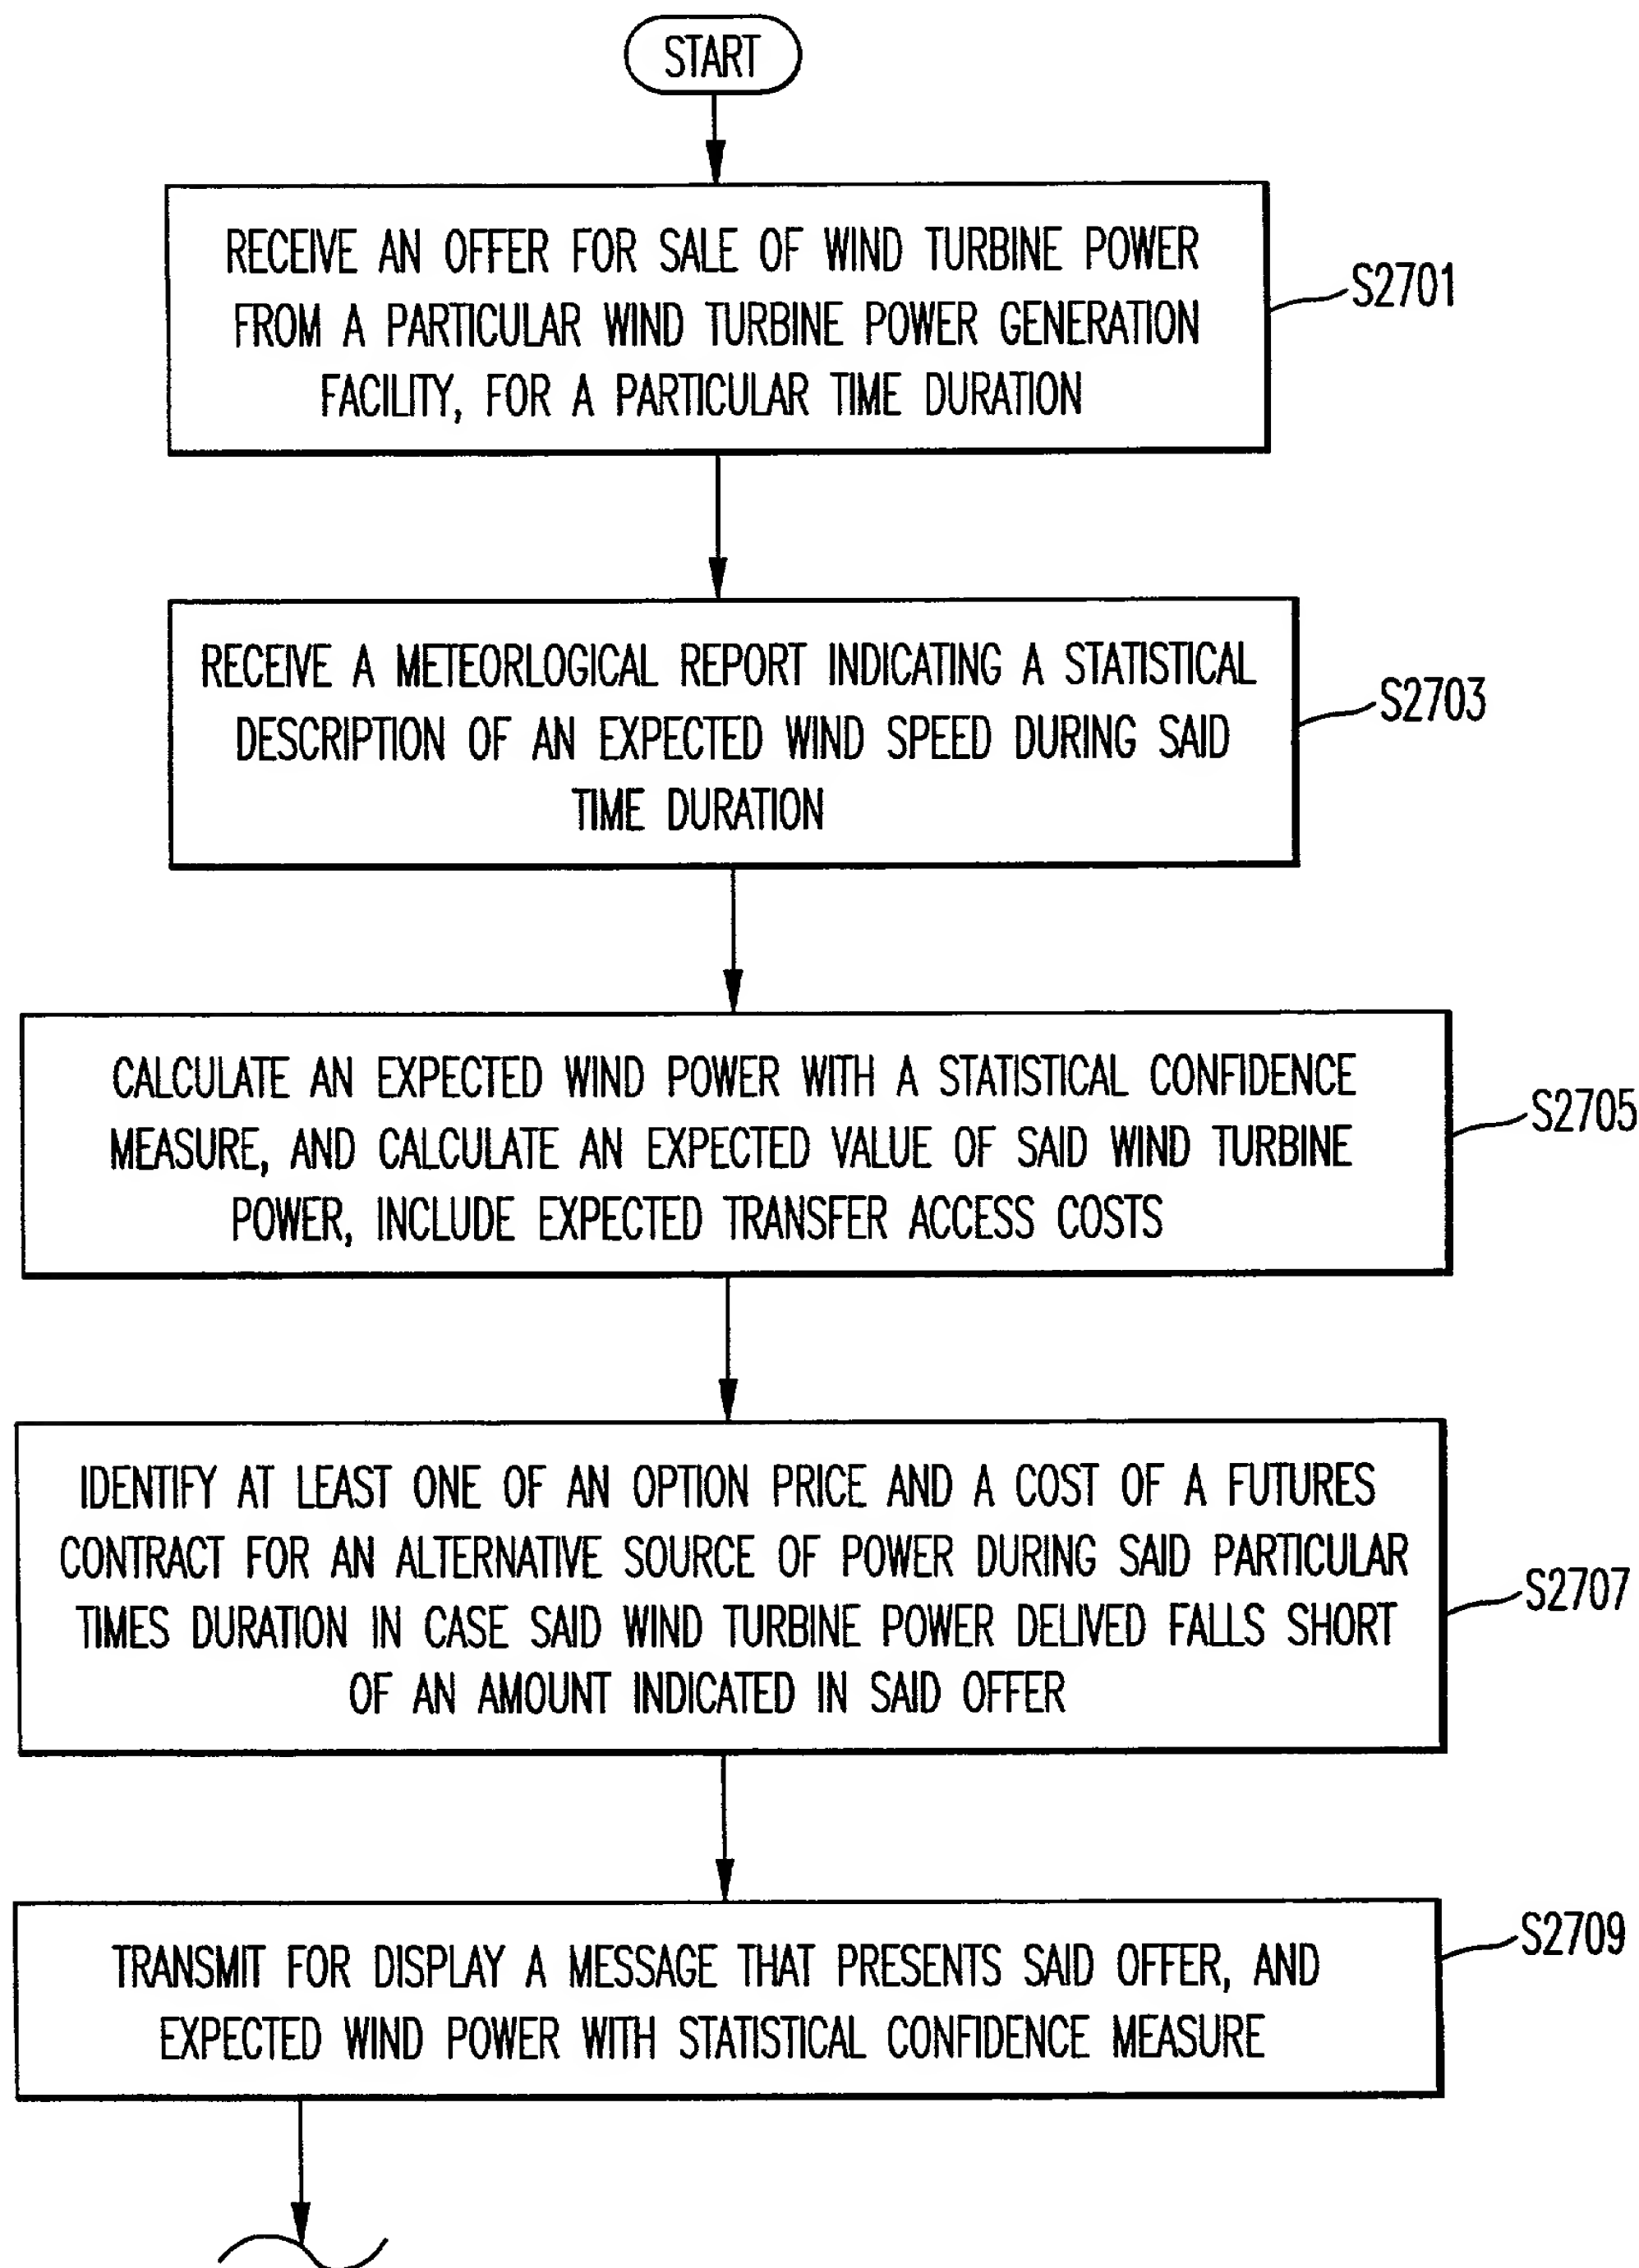 START
RECEIVE AN OFFER FOR SALE OF WIND TURBINE POWER
FROM A PARTICULAR WIND TURBINE POWER GENERATION
FACILITY, FOR A PARTICULAR TIME DURATION
S2701
RECEIVE A METEORLOGICAL REPORT INDICATING A STATISTICAL
DESCRIPTION OF AN EXPECTED WIND SPEED DURING SAID
TIME DURATION
S2703
CALCULATE AN EXPECTED WIND POWER WITH A STATISTICAL CONFIDENCE
MEASURE, AND CALCULATE AN EXPECTED VALUE OF SAID WIND TURBINE
POWER, INCLUDE EXPECTED TRANSFER ACCESS COSTS
S2705
IDENTIFY AT LEAST ONE OF AN OPTION PRICE AND A COST OF A FUTURES
CONTRACT FOR AN ALTERNATIVE SOURCE OF POWER DURING SAID PARTICULAR
TIMES DURATION IN CASE SAID WIND TURBINE POWER DELIVED FALLS SHORT
OF AN AMOUNT INDICATED IN SAID OFFER
S2707
TRANSMIT FOR DISPLAY A MESSAGE THAT PRESENTS SAID OFFER, AND
EXPECTED WIND POWER WITH STATISTICAL CONFIDENCE MEASURE
S2709